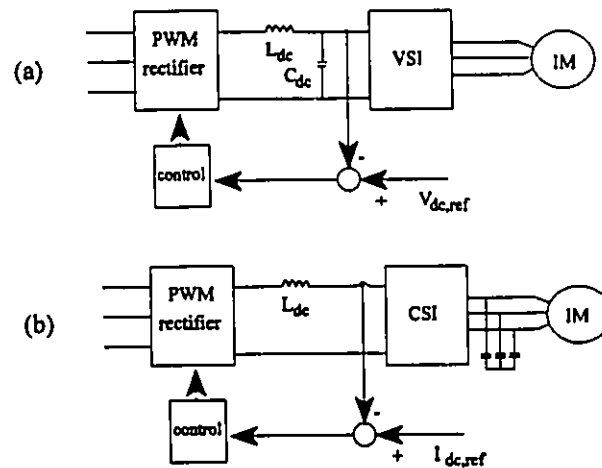 (a)
PWM
rectifier
L_dc
C_dc
VSI
IM
control
-
+
V_dc,ref
(b)
PWM
rectifier
L_dc
CSI
IM
control
-
+
I_dc,ref